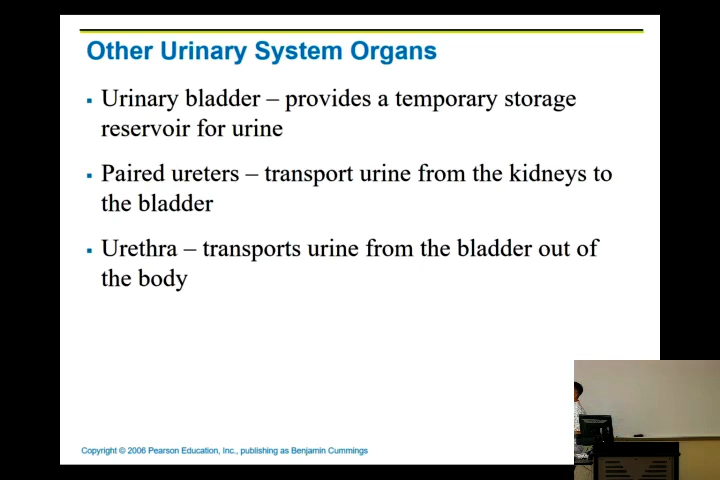 Other Urinary System Organs
▪ Urinary bladder – provides a temporary storage
reservoir for urine
▪ Paired ureters – transport urine from the kidneys to
the bladder
▪ Urethra – transports urine from the bladder out of
the body
Copyright © 2006 Pearson Education, Inc., publishing as Benjamin Cummings